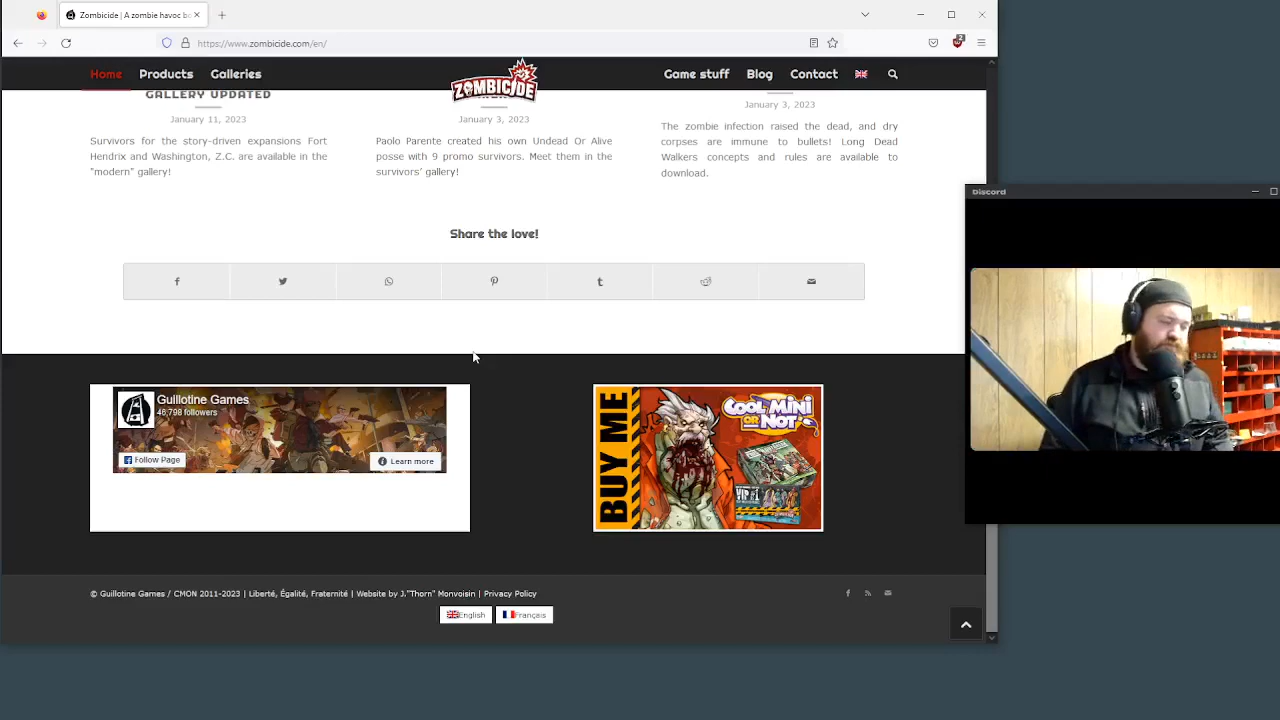 Zombicide | A zombie havoc bo
https://www.zombicide.com/en/
2
Home
Products
Galleries
ZOMBICIDE
Game stuff
Blog
Contact
GALLERY UPDATED
January 11, 2023
Survivors for the story-driven expansions Fort
Hendrix and Washington, Z.C. are available in the
"modern" gallery!
January 3, 2023
Paolo Parente created his own Undead Or Alive
posse with 9 promo survivors. Meet them in the
survivors' gallery!
January 3, 2023
The zombie infection raised the dead, and dry
corpses are immune to bullets! Long Dead
Walkers concepts and rules are available to
download.
Discord
Share the love!
Guillotine Games
46,798 followers
Follow Page
Learn more
BUY ME
COOL MINI
OR NOT
VIP #1
© Guillotine Games / CMON 2011-2023 | Liberté, Égalité, Fraternité | Website by J."Thorn" Monvoisin | Privacy Policy
English
Français